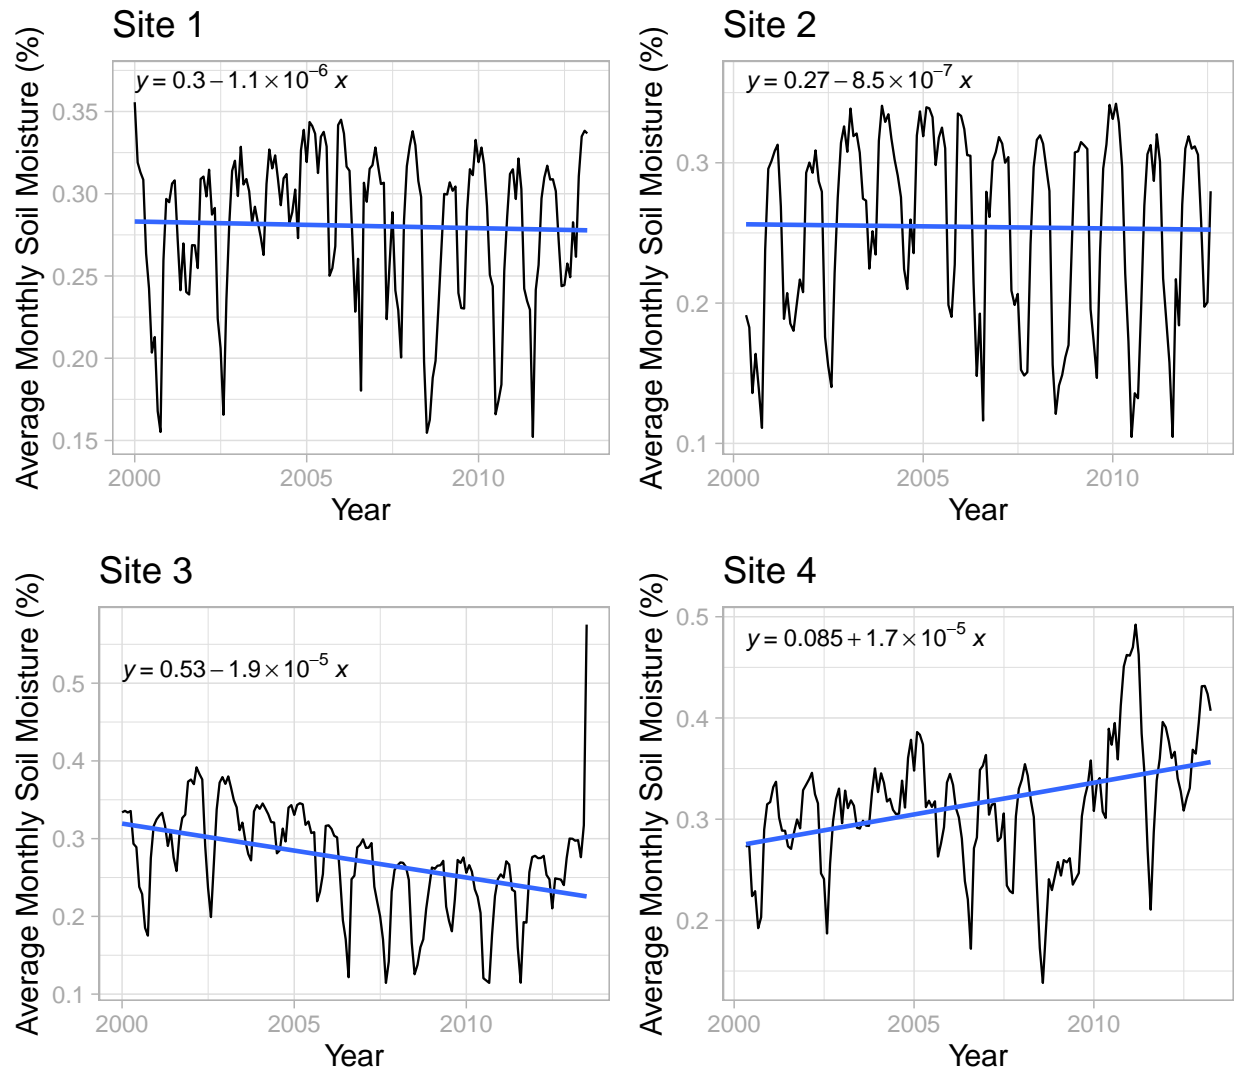 Site 1
Average Monthly Soil Moisture (%)
y = 0.3 − 1.1 × 10⁻⁶ x
0.35
0.30
0.25
0.20
0.15
2000 2005 2010
Year
Site 2
Average Monthly Soil Moisture (%)
y = 0.27 − 8.5 × 10⁻⁷ x
0.3
0.2
0.1
2000 2005 2010
Year
Site 3
Average Monthly Soil Moisture (%)
y = 0.53 − 1.9 × 10⁻⁵ x
0.5
0.4
0.3
0.2
0.1
2000 2005 2010
Year
Site 4
Average Monthly Soil Moisture (%)
0.5
y = 0.085 + 1.7 × 10⁻⁵ x
0.4
0.3
0.2
2000 2005 2010
Year